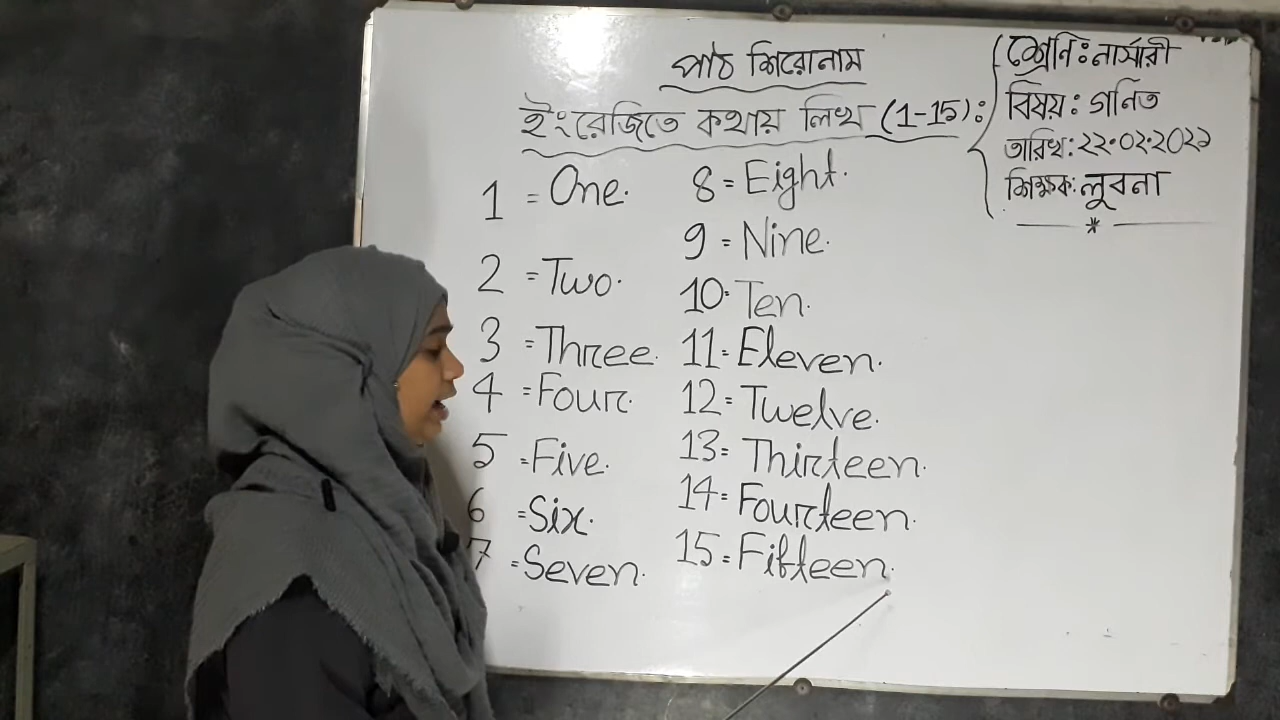 পাঠ শিরোনাম
ইংরেজিতে কথায় লিখ (1-15):
1 = One.
2 = Two.
3 = Three.
4 = Four.
5 = Five.
6 = Six.
7 = Seven.
8 = Eight.
9 = Nine.
10 = Ten.
11 = Eleven.
12 = Twelve.
13 = Thirteen.
14 = Fourteen.
15 = Fifteen.
শ্রেণি: নার্সারী
বিষয়: গনিত
তারিখ: ২২.০২.২০২১
শিক্ষক: লুবনা